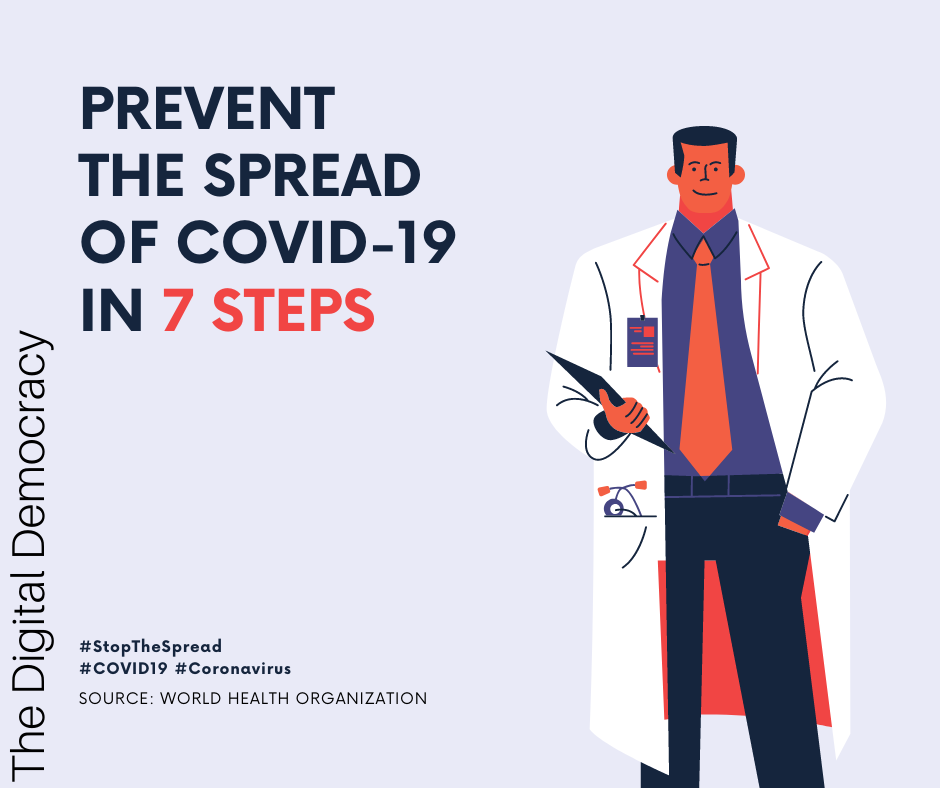 PREVENT
THE SPREAD
OF COVID-19
IN 7 STEPS
The Digital Democracy
#StopTheSpread
#COVID19 #Coronavirus
SOURCE: WORLD HEALTH ORGANIZATION